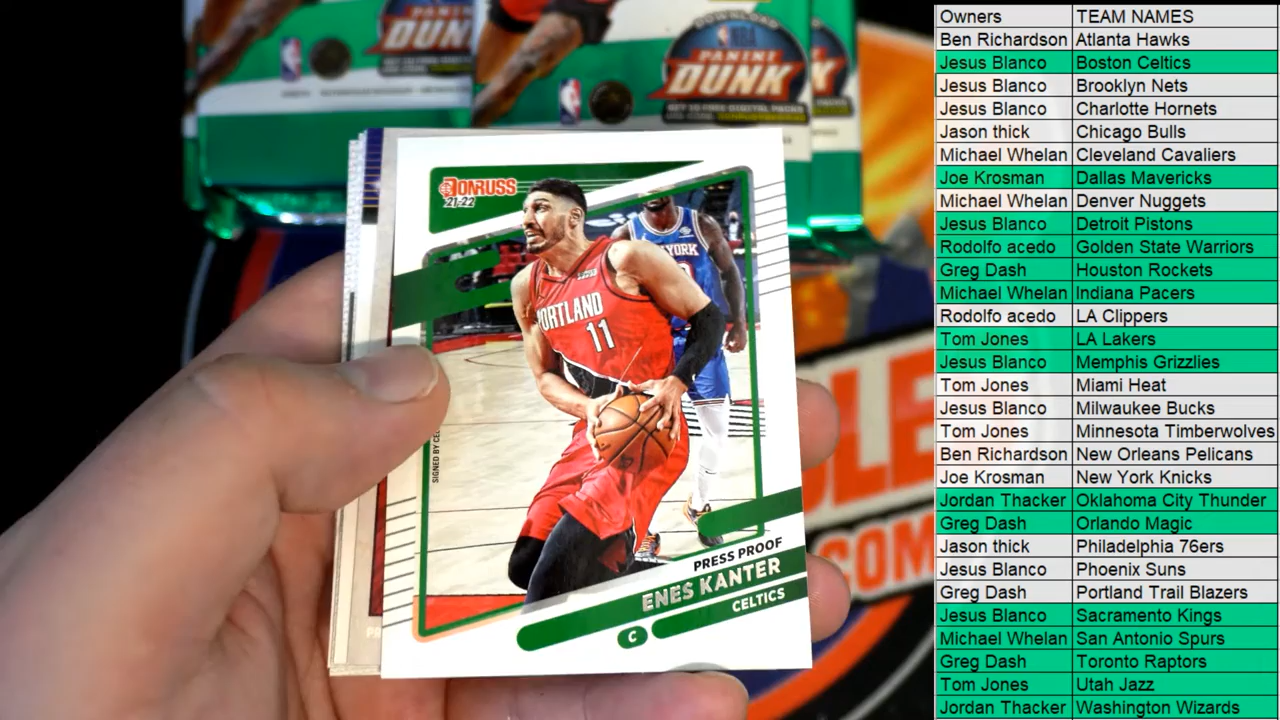 DUNK
DOWNLOAD
NBA
PANINI
DUNK
DONRUSS
21-22
YORK
PORTLAND
11
SIGNED BY CE
PRESS PROOF
ENES KANTER
CELTICS
C
COM
Owners TEAM NAMES
Ben Richardson Atlanta Hawks
Jesus Blanco Boston Celtics
Jesus Blanco Brooklyn Nets
Jesus Blanco Charlotte Hornets
Jason thick Chicago Bulls
Michael Whelan Cleveland Cavaliers
Joe Krosman Dallas Mavericks
Michael Whelan Denver Nuggets
Jesus Blanco Detroit Pistons
Rodolfo acedo Golden State Warriors
Greg Dash Houston Rockets
Michael Whelan Indiana Pacers
Rodolfo acedo LA Clippers
Tom Jones LA Lakers
Jesus Blanco Memphis Grizzlies
Tom Jones Miami Heat
Jesus Blanco Milwaukee Bucks
Tom Jones Minnesota Timberwolves
Ben Richardson New Orleans Pelicans
Joe Krosman New York Knicks
Jordan Thacker Oklahoma City Thunder
Greg Dash Orlando Magic
Jason thick Philadelphia 76ers
Jesus Blanco Phoenix Suns
Greg Dash Portland Trail Blazers
Jesus Blanco Sacramento Kings
Michael Whelan San Antonio Spurs
Greg Dash Toronto Raptors
Tom Jones Utah Jazz
Jordan Thacker Washington Wizards